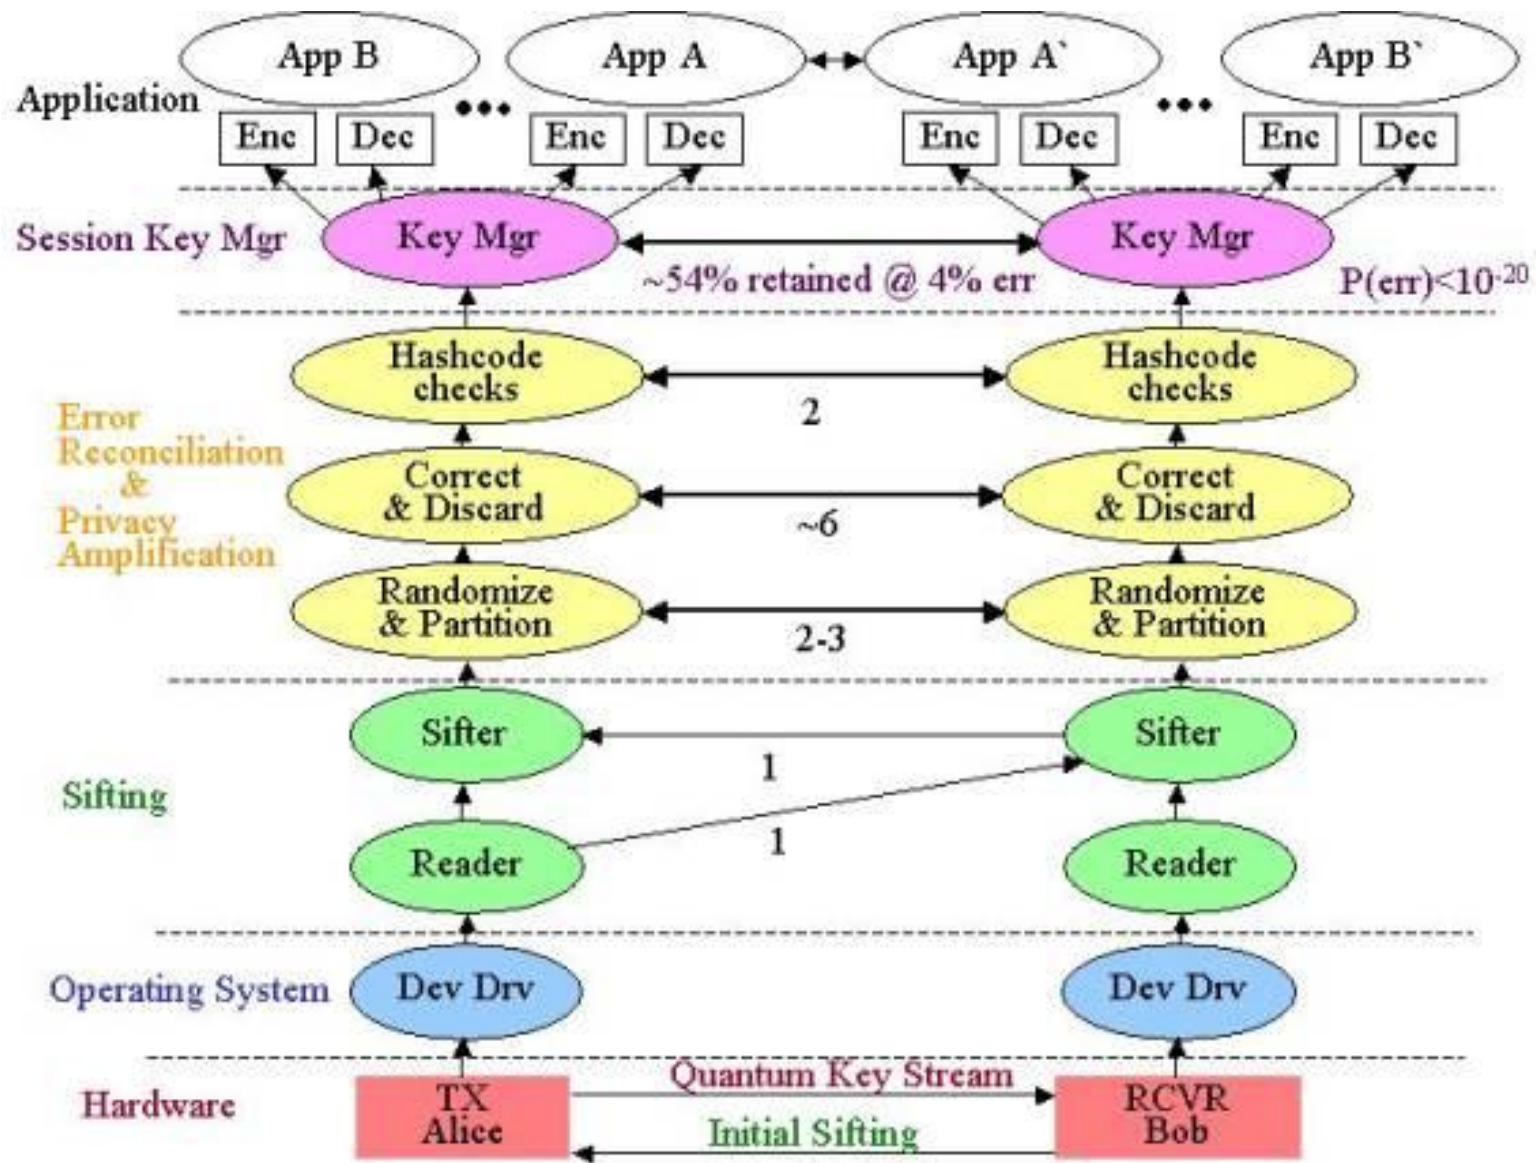 App B
App A
App A`
App B`
Application
•••
•••
Enc
Dec
Enc
Dec
Enc
Dec
Enc
Dec
Session Key Mgr
Key Mgr
Key Mgr
~54% retained @ 4% err
P(err)<10⁻²⁰
Hashcode
checks
Hashcode
checks
2
Error
Reconciliation
&
Privacy
Amplification
Correct
& Discard
Correct
& Discard
~6
Randomize
& Partition
Randomize
& Partition
2-3
Sifter
Sifter
1
Sifting
1
Reader
Reader
Operating System
Dev Drv
Dev Drv
Hardware
TX
Alice
Quantum Key Stream
Initial Sifting
RCVR
Bob